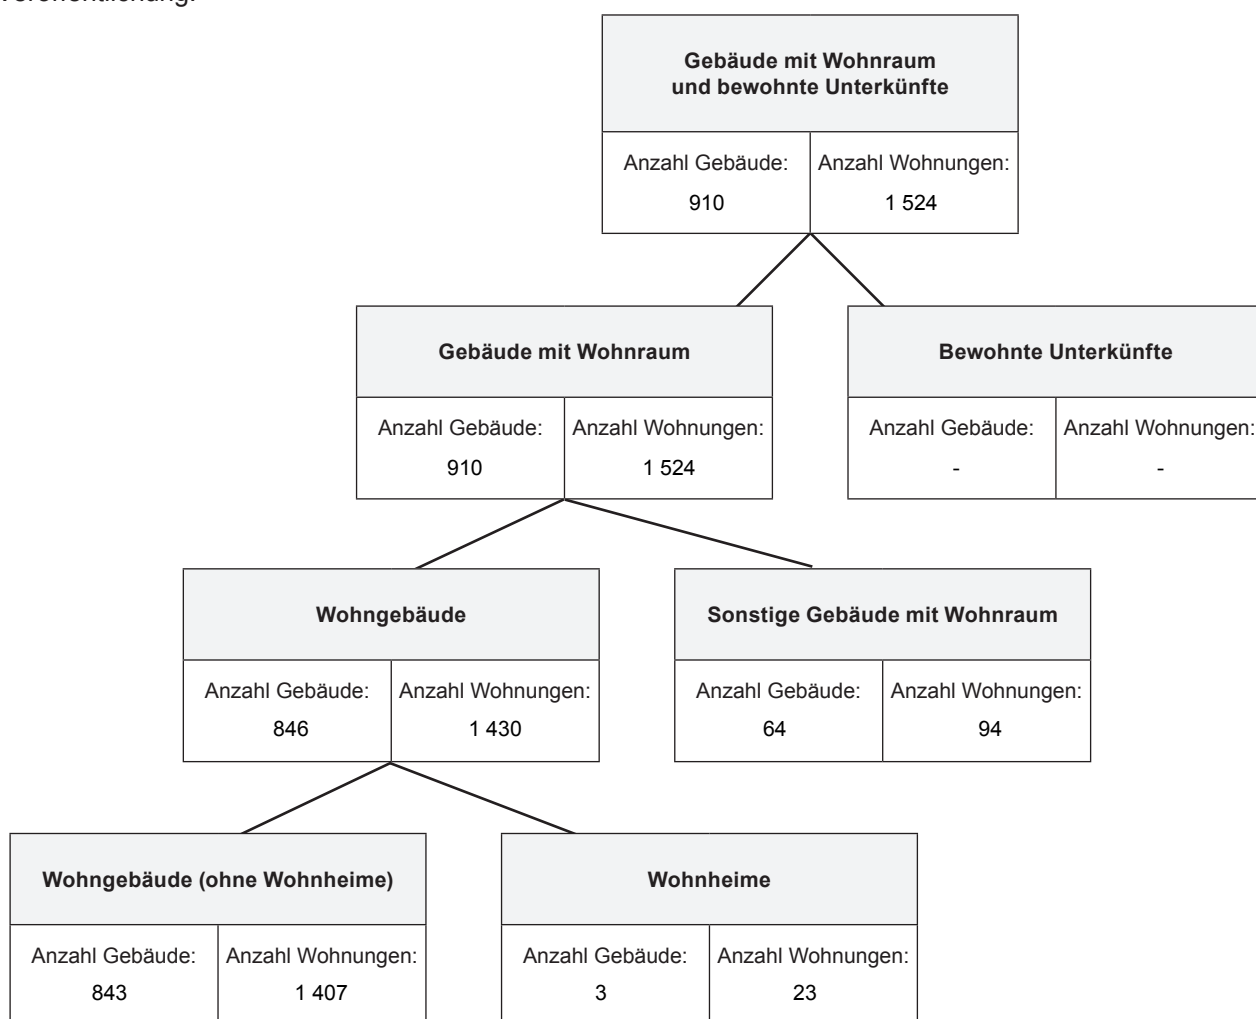 Veröffentlichung.
Gebäude mit Wohnraum
und bewohnte Unterkünfte
Anzahl Gebäude: Anzahl Wohnungen:
910 1 524
Gebäude mit Wohnraum Bewohnte Unterkünfte
Anzahl Gebäude: Anzahl Wohnungen: Anzahl Gebäude: Anzahl Wohnungen:
910 1 524 - -
Wohngebäude Sonstige Gebäude mit Wohnraum
Anzahl Gebäude: Anzahl Wohnungen: Anzahl Gebäude: Anzahl Wohnungen:
846 1 430 64 94
Wohngebäude (ohne Wohnheime) Wohnheime
Anzahl Gebäude: Anzahl Wohnungen: Anzahl Gebäude: Anzahl Wohnungen:
843 1 407 3 23